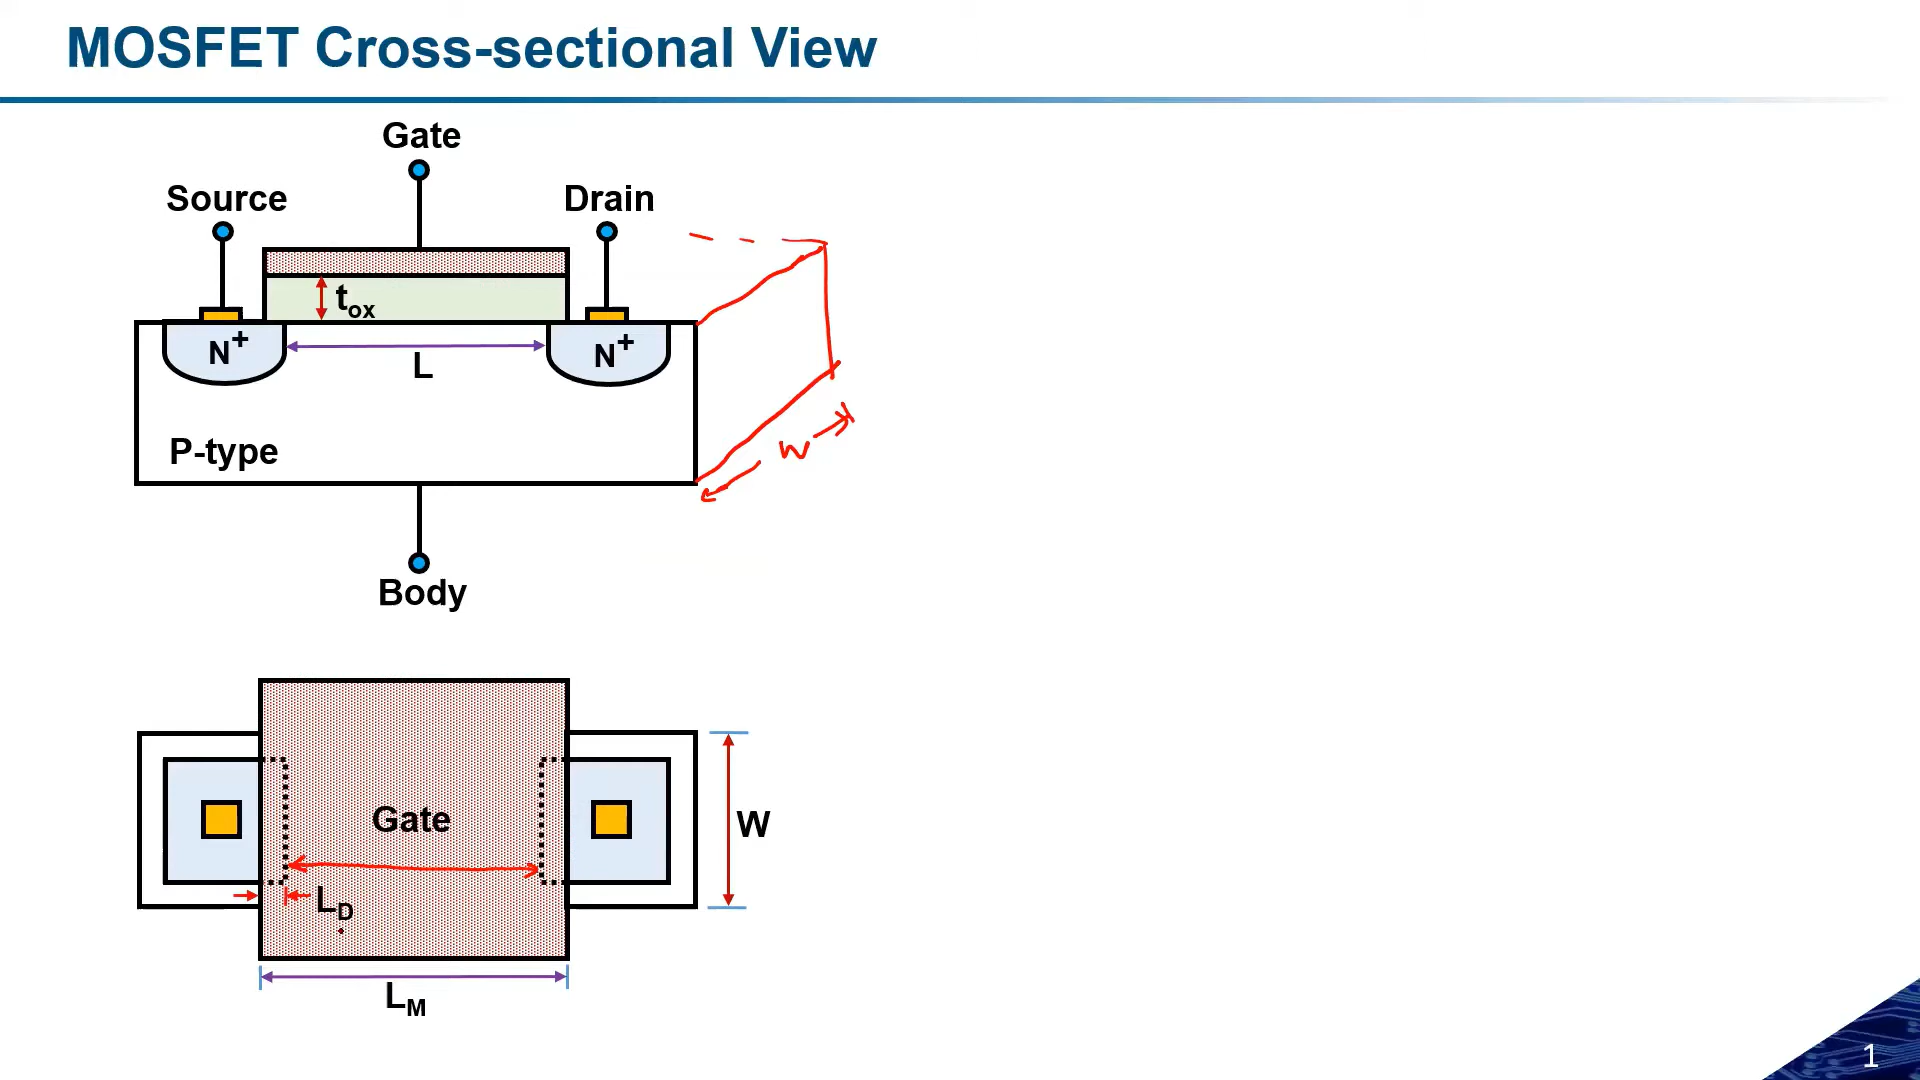 MOSFET Cross-sectional View
Gate
Source
Drain
tox
N+
N+
L
P-type
W
Body
Gate
W
LD
LM
1